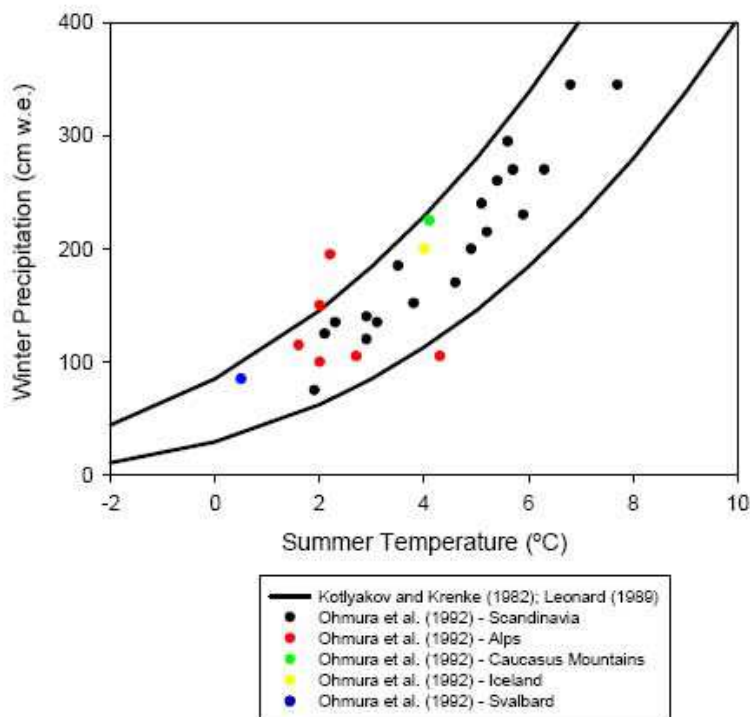 400
300
200
100
0
Winter Precipitation (cm w.e.)
-2 0 2 4 6 8 10
Summer Temperature (ºC)
Kotlyakov and Krenke (1982); Leonard (1989)
Ohmura et al. (1992) - Scandinavia
Ohmura et al. (1992) - Alps
Ohmura et al. (1992) - Caucasus Mountains
Ohmura et al. (1992) - Iceland
Ohmura et al. (1992) - Svalbard